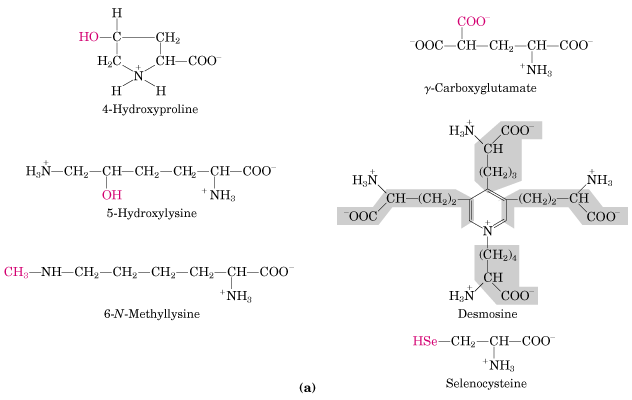 H
HO—C——CH₂
H₂C CH—COO⁻
N⁺
H H
4-Hydroxyproline
COO⁻
⁻OOC—CH—CH₂—CH—COO⁻
⁺NH₃
γ-Carboxyglutamate
H₃N⁺—CH₂—CH—CH₂—CH₂—CH—COO⁻
OH ⁺NH₃
5-Hydroxylysine
H₃N⁺ COO⁻
CH
(CH₂)₃
H₃N⁺ ⁺NH₃
CH—(CH₂)₂ (CH₂)₂—CH
⁻OOC COO⁻
N⁺
(CH₂)₄
CH
H₃N⁺ COO⁻
Desmosine
CH₃—NH—CH₂—CH₂—CH₂—CH₂—CH—COO⁻
⁺NH₃
6-N-Methyllysine
HSe—CH₂—CH—COO⁻
⁺NH₃
Selenocysteine
(a)